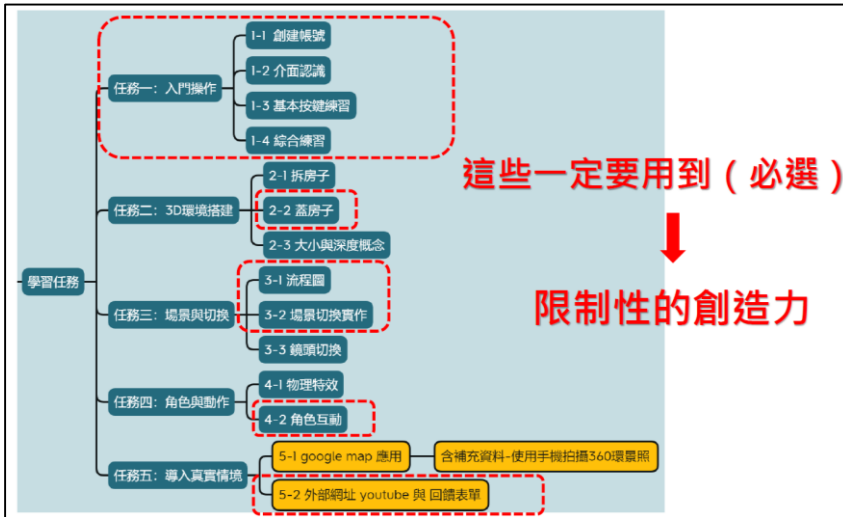 學習任務
任務一：入門操作
1-1 創建帳號
1-2 介面認識
1-3 基本按鍵練習
1-4 綜合練習
任務二：3D環境搭建
2-1 拆房子
2-2 蓋房子
2-3 大小與深度概念
任務三：場景與切換
3-1 流程圖
3-2 場景切換實作
3-3 鏡頭切換
任務四：角色與動作
4-1 物理特效
4-2 角色互動
任務五：導入真實情境
5-1 google map 應用
含補充資料-使用手機拍攝360環景照
5-2 外部網址 youtube 與 回饋表單
這些一定要用到（必選）
限制性的創造力